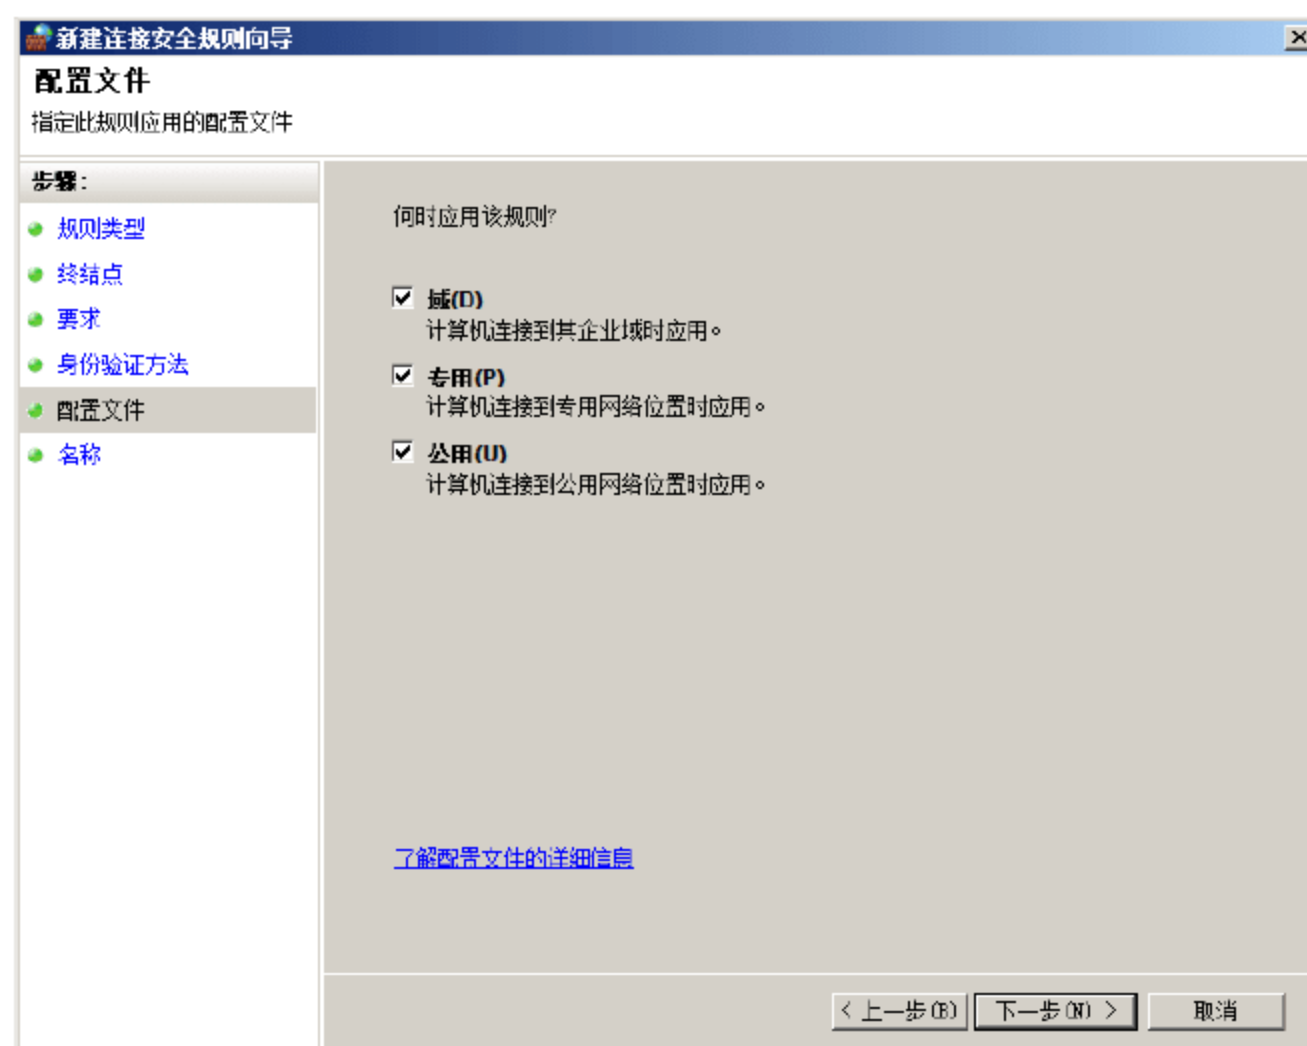 新建连接安全规则向导
配置文件
指定此规则应用的配置文件
步骤:
规则类型
终结点
要求
身份验证方法
配置文件
名称
何时应用该规则?
域(D)
计算机连接到其企业域时应用。
专用(P)
计算机连接到专用网络位置时应用。
公用(U)
计算机连接到公用网络位置时应用。
了解配置文件的详细信息
< 上一步(B)
下一步(N) >
取消